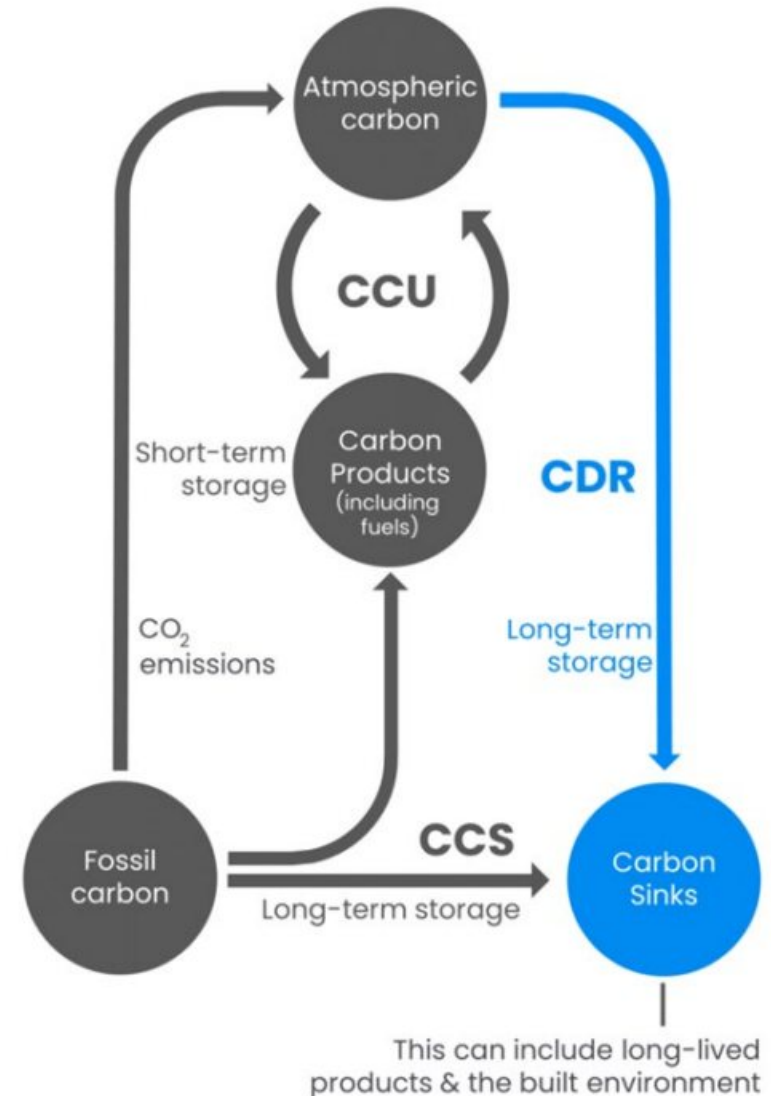 Atmospheric
carbon
CCU
Short-term
storage
Carbon
Products
(including
fuels)
CDR
CO₂
emissions
Long-term
storage
Fossil
carbon
CCS
Long-term storage
Carbon
Sinks
This can include long-lived
products & the built environment